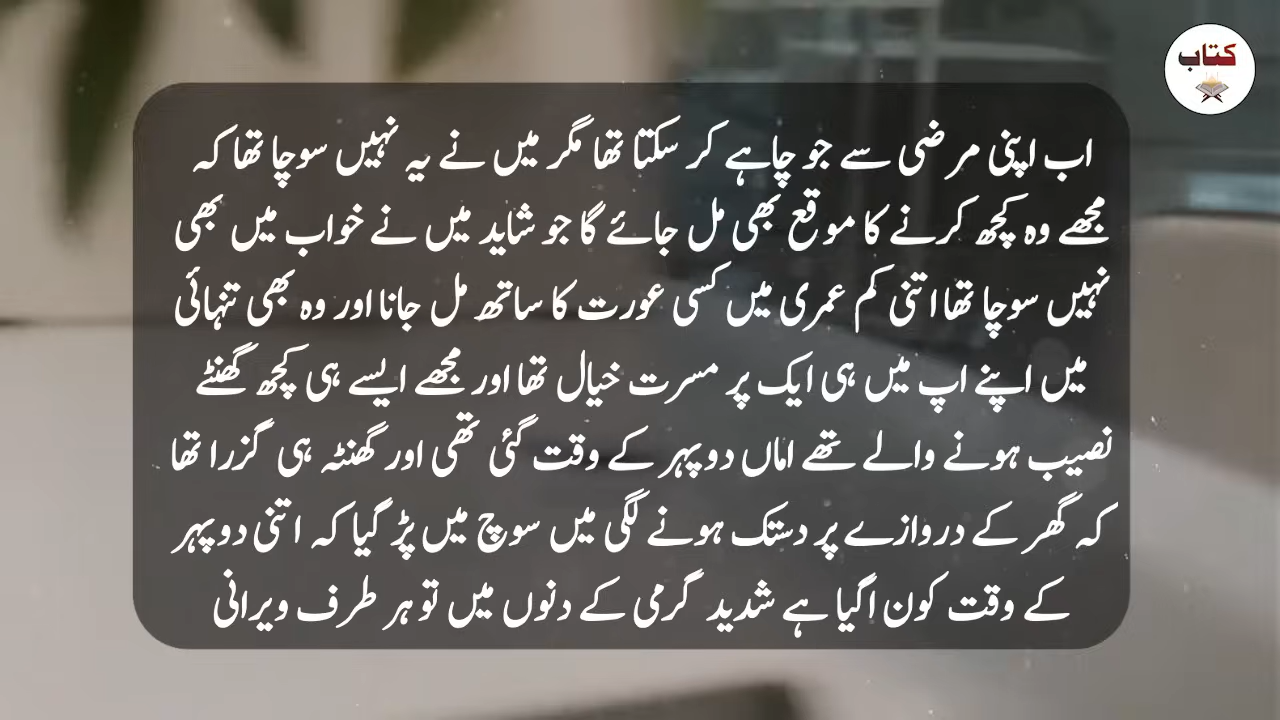 کتاب
اب اپنی مرضی سے جو چاہے کر سکتا تھا مگر میں نے یہ نہیں سوچا تھا کہ
مجھے وہ کچھ کرنے کا موقع بھی مل جائے گا جو شاید میں نے خواب میں بھی
نہیں سوچا تھا اتنی کم عمری میں کسی عورت کا ساتھ مل جانا اور وہ بھی تنہائی
میں اپنے اپ میں ہی ایک پر مسرت خیال تھا اور مجھے ایسے ہی کچھ گھنٹے
نصیب ہونے والے تھے اماں دوپہر کے وقت گئی تھی اور گھنٹہ ہی گزرا تھا
کہ گھر کے دروازے پر دستک ہونے لگی میں سوچ میں پڑ گیا کہ اتنی دوپہر
کے وقت کون اگیا ہے شدید گرمی کے دنوں میں تو ہر طرف ویرانی